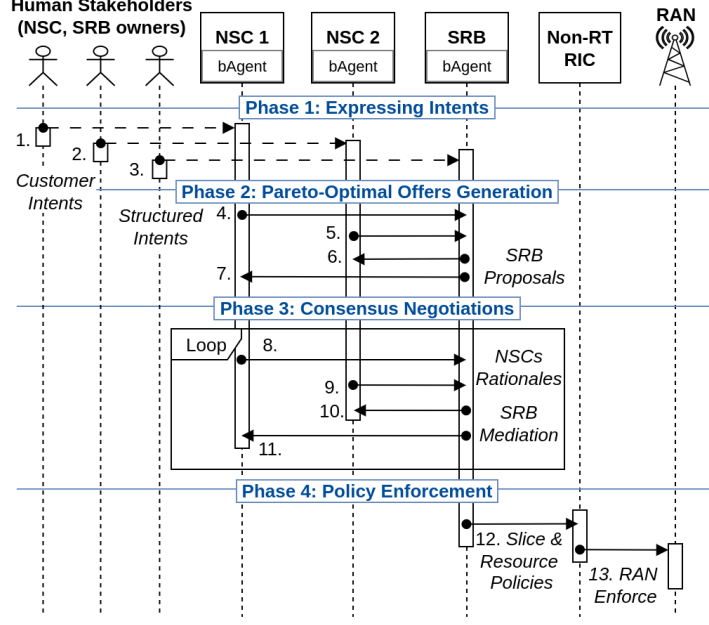 Human Stakeholders
(NSC, SRB owners)
NSC 1
bAgent
NSC 2
bAgent
SRB
bAgent
Non-RT
RIC
RAN
Phase 1: Expressing Intents
1.
2.
3.
Customer
Intents
Phase 2: Pareto-Optimal Offers Generation
Structured
Intents
4.
5.
6.
7.
SRB
Proposals
Phase 3: Consensus Negotiations
Loop
8.
NSCs
Rationales
9.
10.
SRB
Mediation
11.
Phase 4: Policy Enforcement
12. Slice &
Resource
Policies
13. RAN
Enforce